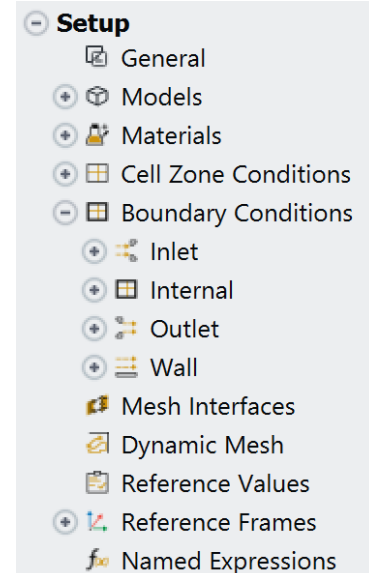 Setup
General
Models
Materials
Cell Zone Conditions
Boundary Conditions
Inlet
Internal
Outlet
Wall
Mesh Interfaces
Dynamic Mesh
Reference Values
Reference Frames
Named Expressions